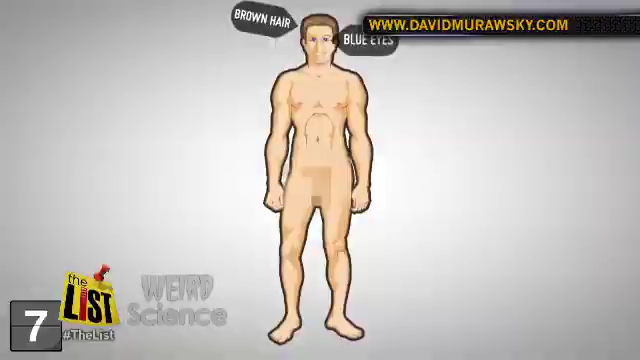 BROWN HAIR
WWW.DAVIDMURAWSKY.COM
BLUE EYES
the
LIST
WEIRD
Science
7
#TheList